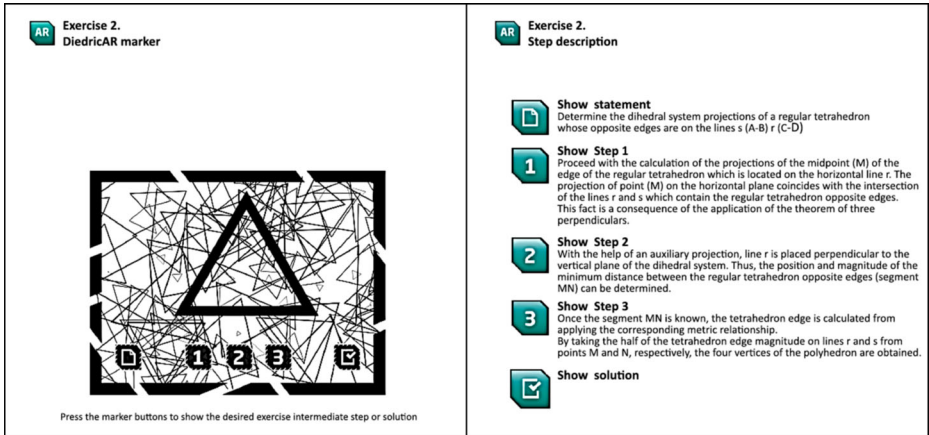 AR
Exercise 2.
DiedricAR marker
1 2 3
Press the marker buttons to show the desired exercise intermediate step or solution
AR
Exercise 2.
Step description
Show statement
Determine the dihedral system projections of a regular tetrahedron
whose opposite edges are on the lines s (A-B) r (C-D)
1
Show Step 1
Proceed with the calculation of the projections of the midpoint (M) of the
edge of the regular tetrahedron which is located on the horizontal line r. The
projection of point (M) on the horizontal plane coincides with the intersection
of the lines r and s which contain the regular tetrahedron opposite edges.
This fact is a consequence of the application of the theorem of three
perpendiculars.
2
Show Step 2
With the help of an auxiliary projection, line r is placed perpendicular to the
vertical plane of the dihedral system. Thus, the position and magnitude of the
minimum distance between the regular tetrahedron opposite edges (segment
MN) can be determined.
3
Show Step 3
Once the segment MN is known, the tetrahedron edge is calculated from
applying the corresponding metric relationship.
By taking the half of the tetrahedron edge magnitude on lines r and s from
points M and N, respectively, the four vertices of the polyhedron are obtained.
Show solution